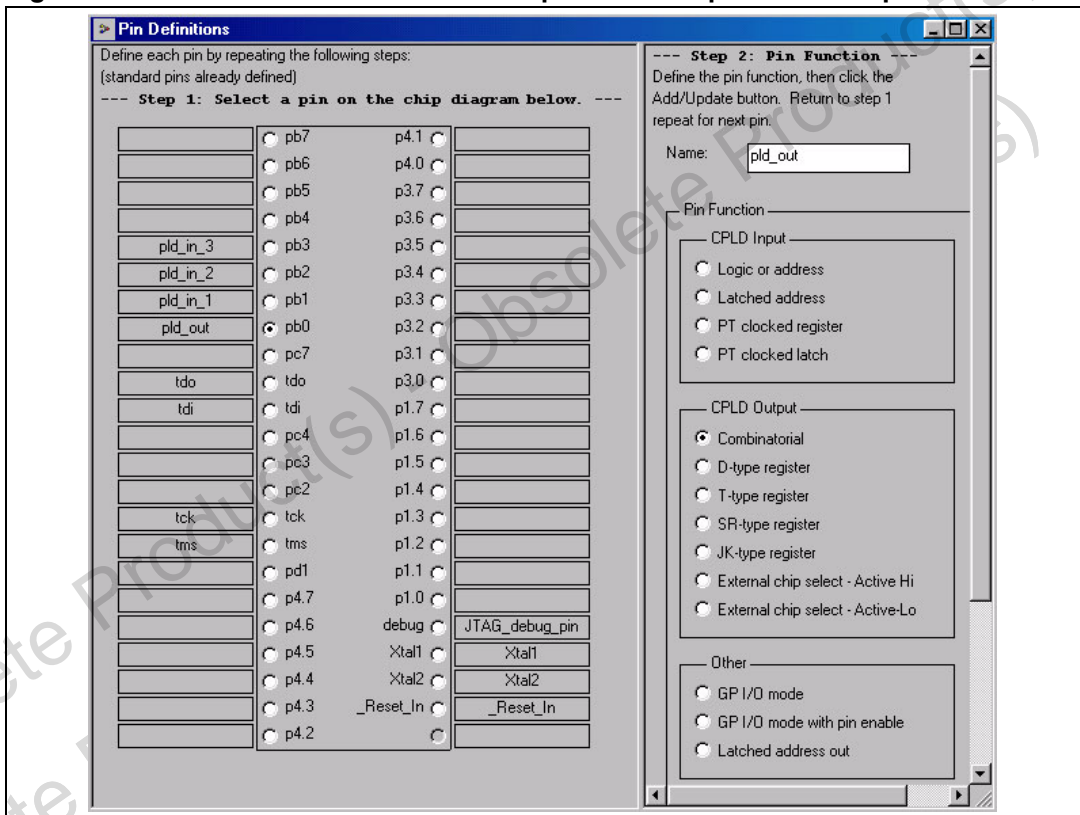 Pin Definitions
Define each pin by repeating the following steps:
(standard pins already defined)
--- Step 1: Select a pin on the chip diagram below. ---
pb7 p4.1
pb6 p4.0
pb5 p3.7
pb4 p3.6
pld_in_3 pb3 p3.5
pld_in_2 pb2 p3.4
pld_in_1 pb1 p3.3
pld_out pb0 p3.2
pc7 p3.1
tdo tdo p3.0
tdi tdi p1.7
pc4 p1.6
pc3 p1.5
pc2 p1.4
tck tck p1.3
tms tms p1.2
pd1 p1.1
p4.7 p1.0
p4.6 debug JTAG_debug_pin
p4.5 Xtal1 Xtal1
p4.4 Xtal2 Xtal2
p4.3 _Reset_In _Reset_In
p4.2
--- Step 2: Pin Function ---
Define the pin function, then click the
Add/Update button. Return to step 1
repeat for next pin.
Name: pld_out
Pin Function
CPLD Input
Logic or address
Latched address
PT clocked register
PT clocked latch
CPLD Output
Combinatorial
D-type register
T-type register
SR-type register
JK-type register
External chip select - Active Hi
External chip select - Active-Lo
Other
GP I/O mode
GP I/O mode with pin enable
Latched address out
Obsolete Product(s) - Obsolete Production